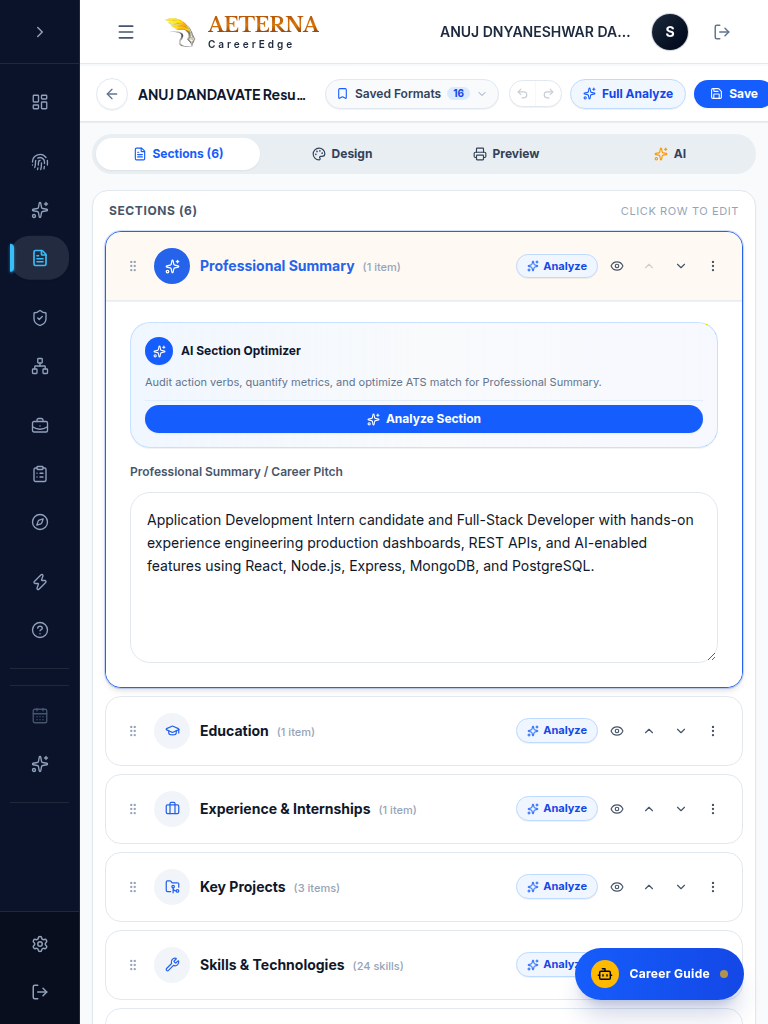 AETERNA
CareerEdge
ANUJ DNYANESHWAR DA...
S
ANUJ DANDAVATE Resu...
Saved Formats 16
Full Analyze
Save
Sections (6)
Design
Preview
AI
SECTIONS (6)
CLICK ROW TO EDIT
Professional Summary (1 item)
Analyze
AI Section Optimizer
Audit action verbs, quantify metrics, and optimize ATS match for Professional Summary.
Analyze Section
Professional Summary / Career Pitch
Application Development Intern candidate and Full-Stack Developer with hands-on
experience engineering production dashboards, REST APIs, and AI-enabled
features using React, Node.js, Express, MongoDB, and PostgreSQL.
Education (1 item)
Analyze
Experience & Internships (1 item)
Analyze
Key Projects (3 items)
Analyze
Skills & Technologies (24 skills)
Analyz
Career Guide